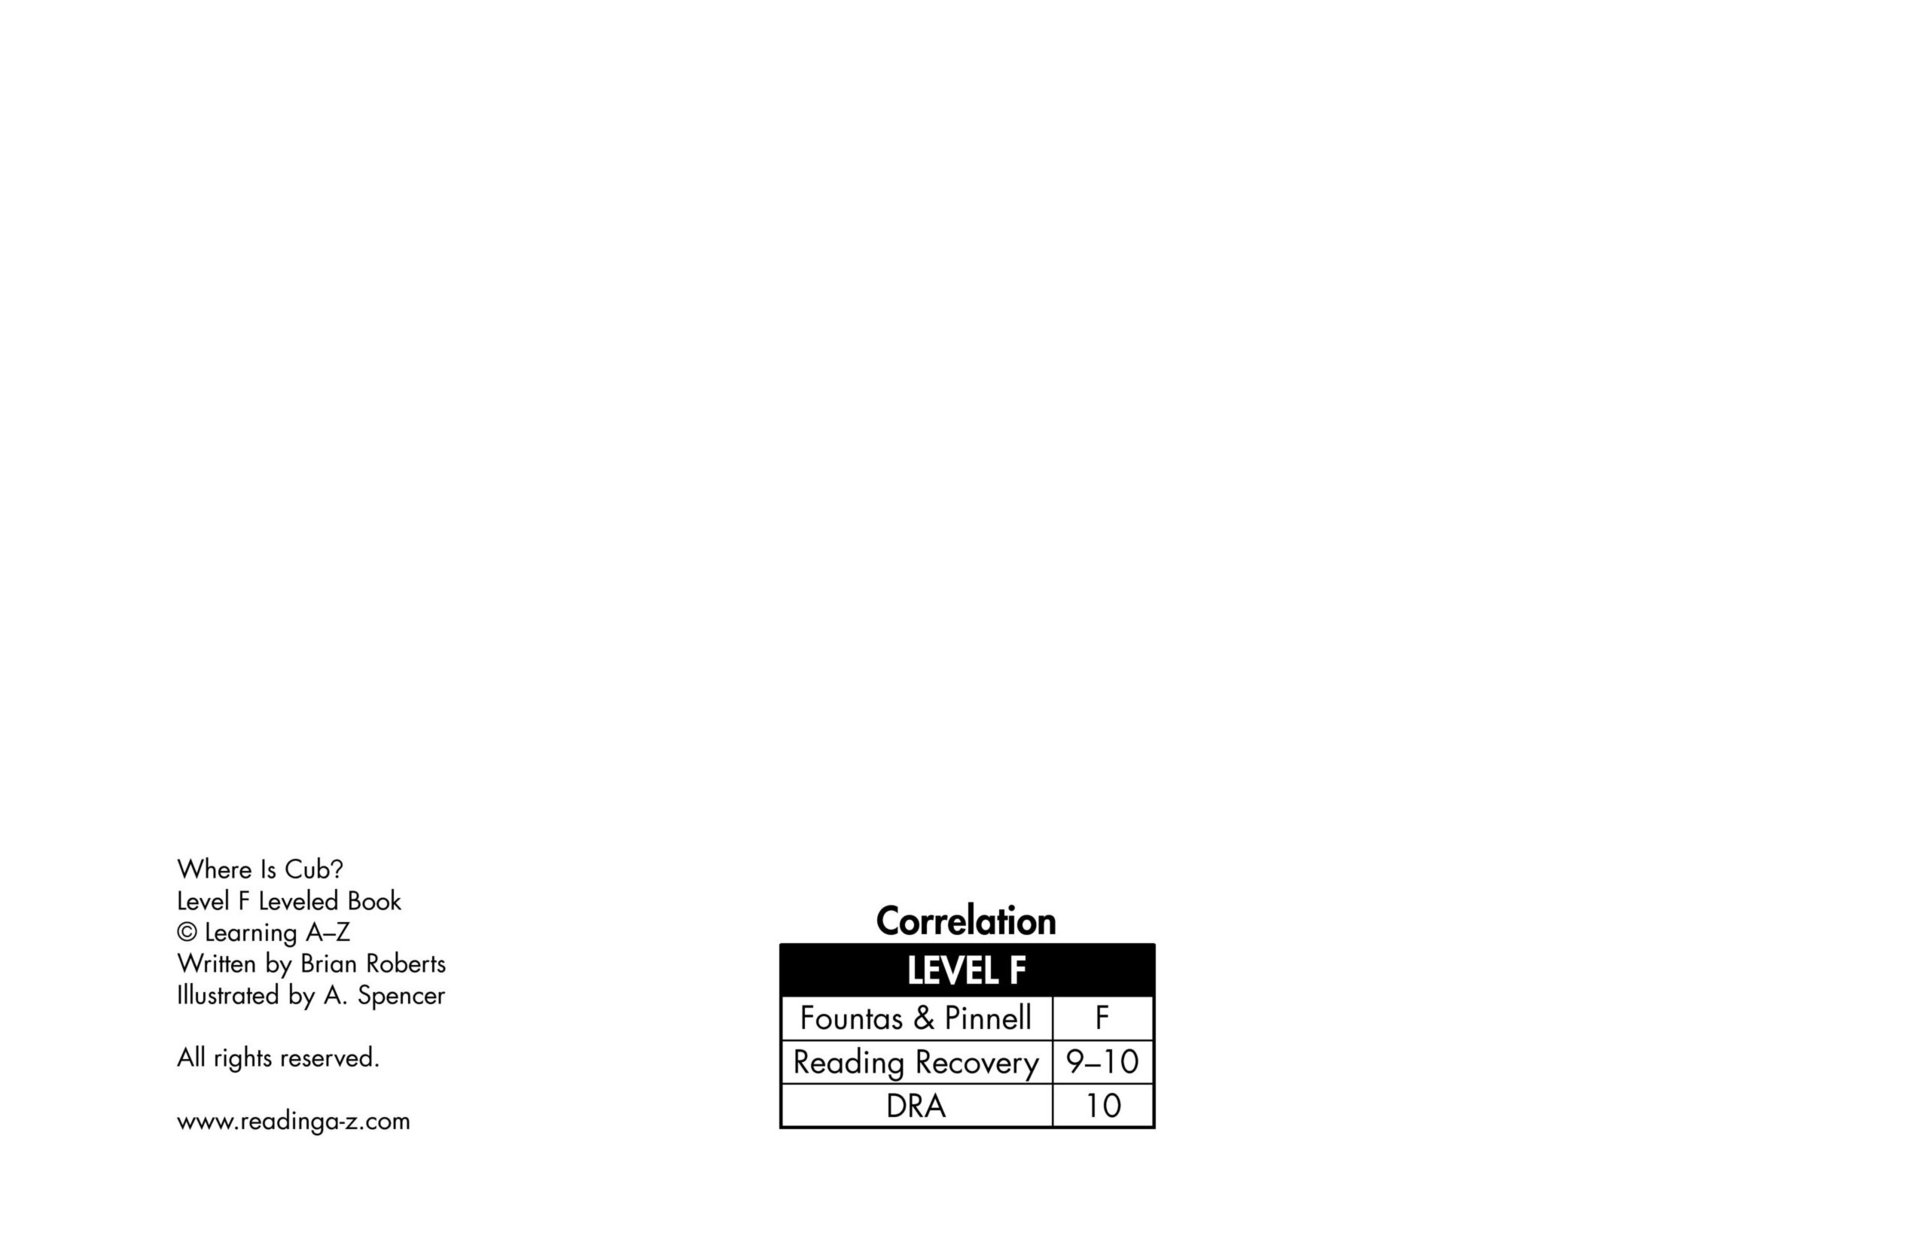 Where Is Cub?
Level F Leveled Book
© Learning A–Z
Written by Brian Roberts
Illustrated by A. Spencer
All rights reserved.
www.readinga-z.com
Correlation
LEVEL F
Fountas & Pinnell F
Reading Recovery 9–10
DRA 10